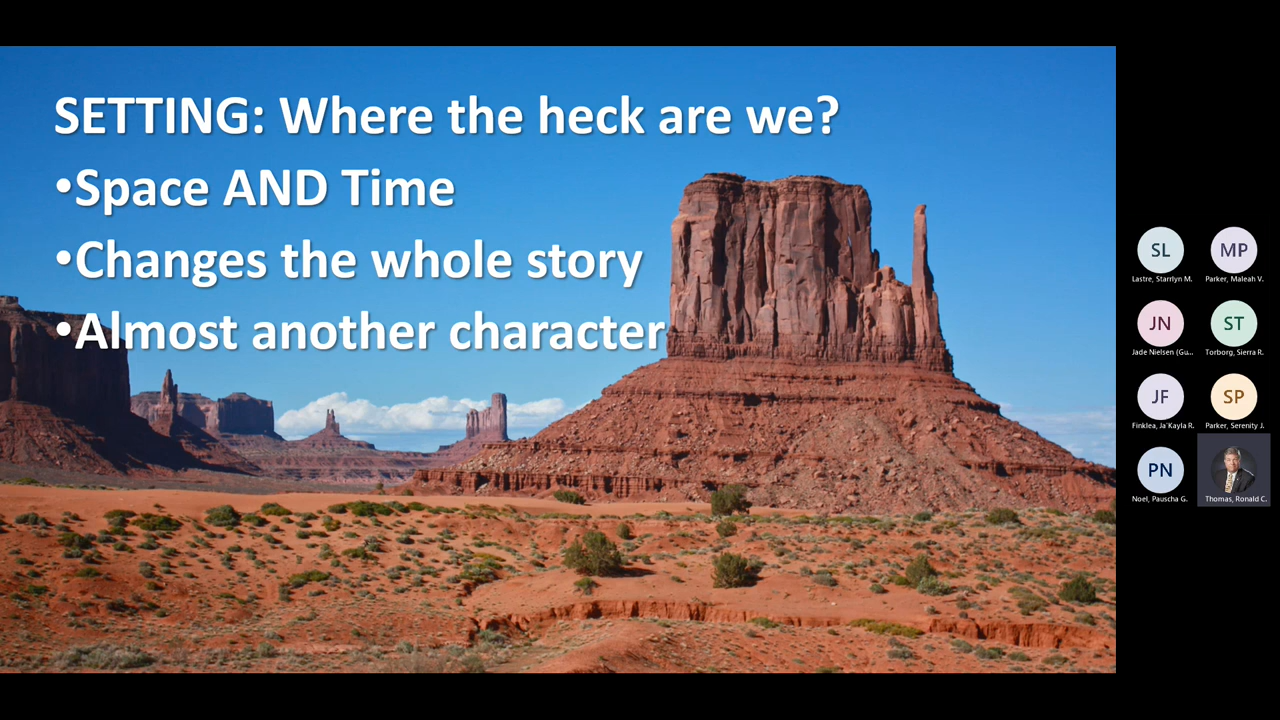 SETTING: Where the heck are we?
•Space AND Time
•Changes the whole story
•Almost another character
SL
Lastre, Starrlyn M.
MP
Parker, Maleah V.
JN
Jade Nielsen (Gu...
ST
Torborg, Sierra R.
JF
Finklea, Ja'Kayla R.
SP
Parker, Serenity J.
PN
Noel, Pauscha G.
Thomas, Ronald C.